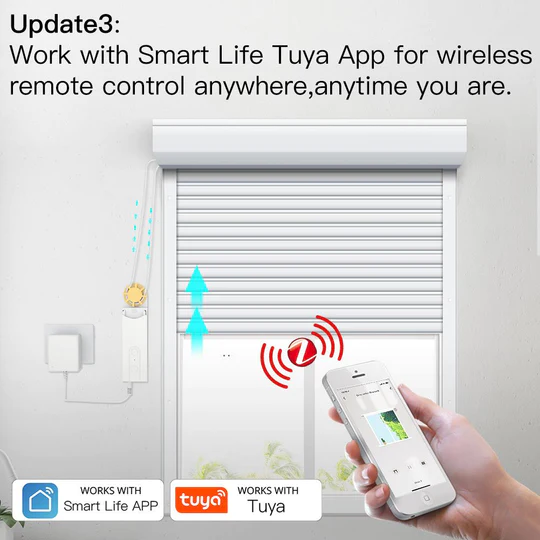 Update3:
Work with Smart Life Tuya App for wireless
remote control anywhere,anytime you are.
WORKS WITH
Smart Life APP
tuya
WORKS WITH
Tuya